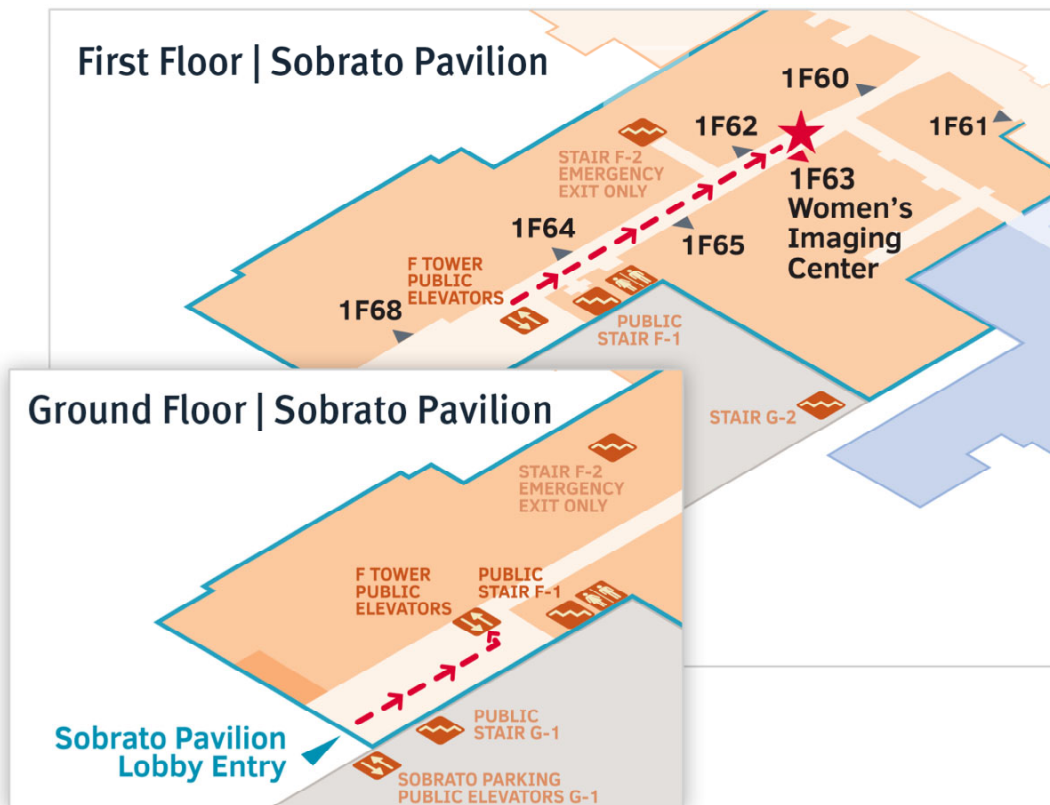 First Floor | Sobrato Pavilion
1F60
1F61
1F62
STAIR F-2
EMERGENCY
EXIT ONLY
1F63
Women's
Imaging
Center
1F64
1F65
F TOWER
PUBLIC
ELEVATORS
1F68
PUBLIC
STAIR F-1
STAIR G-2
Ground Floor | Sobrato Pavilion
STAIR F-2
EMERGENCY
EXIT ONLY
F TOWER
PUBLIC
ELEVATORS
PUBLIC
STAIR F-1
Sobrato Pavilion
Lobby Entry
PUBLIC
STAIR G-1
SOBRATO PARKING
PUBLIC ELEVATORS G-1